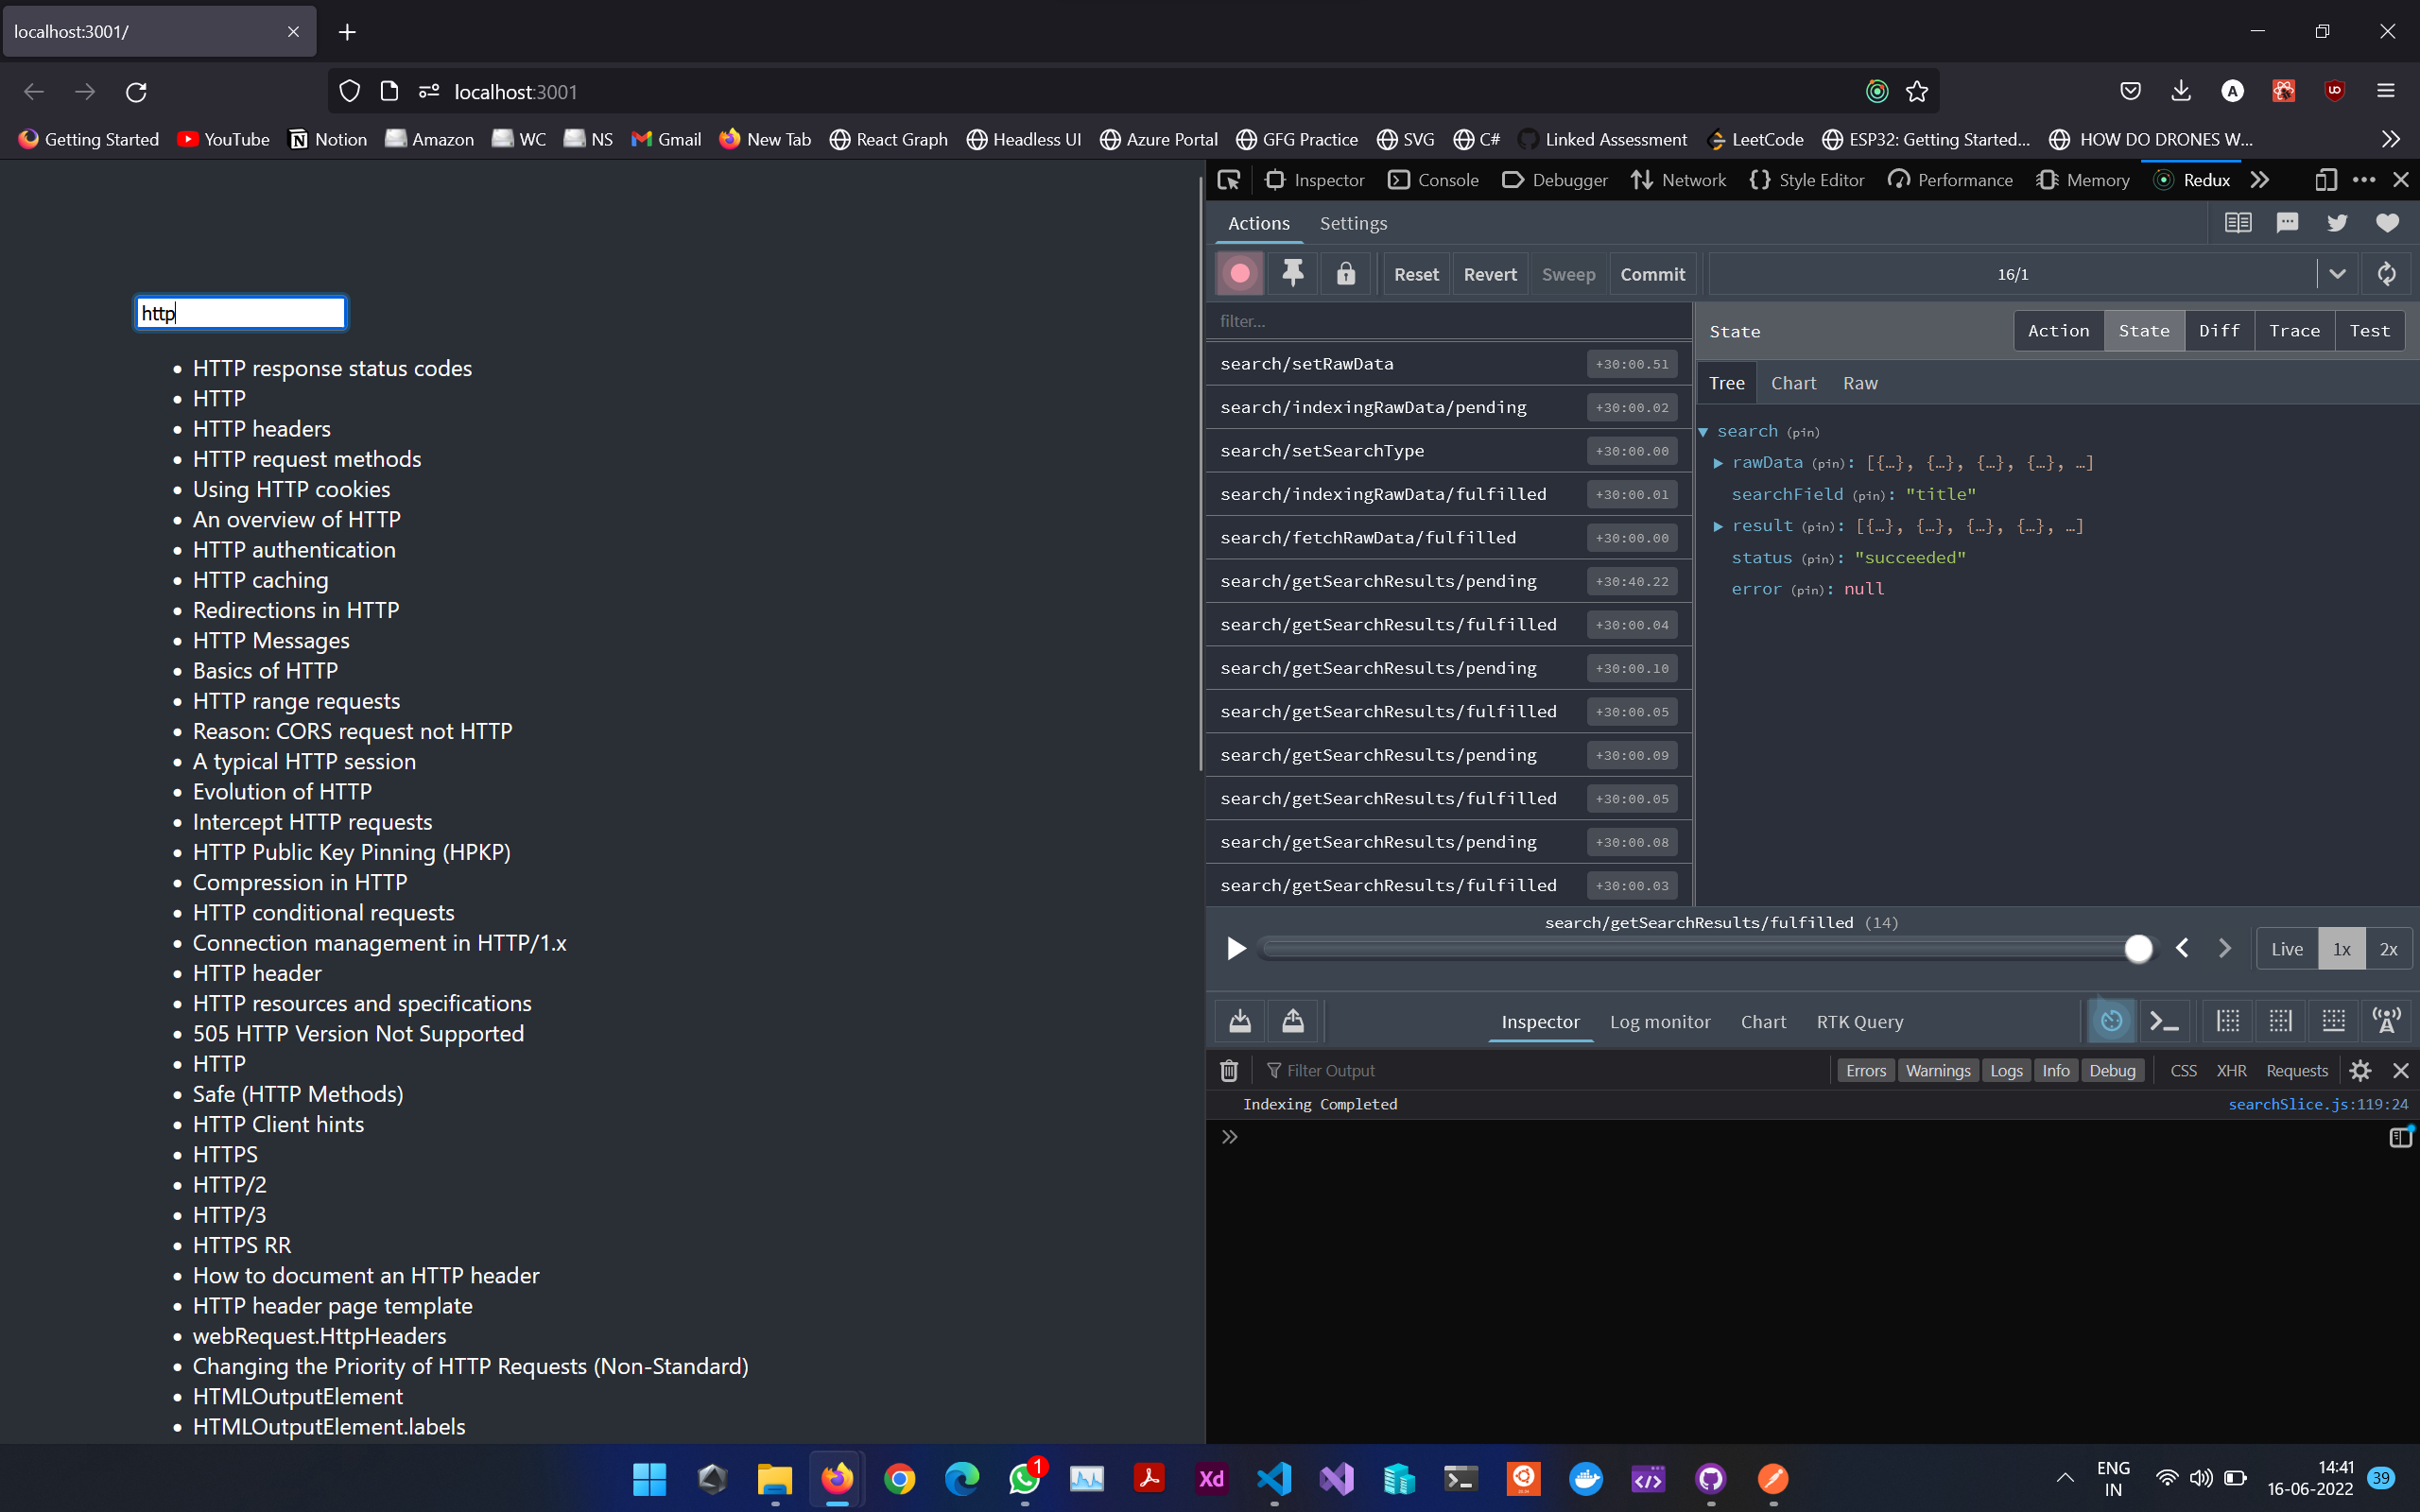 localhost:3001/
localhost:3001
Getting Started YouTube Notion Amazon WC NS Gmail New Tab React Graph Headless UI Azure Portal GFG Practice SVG C# Linked Assessment LeetCode ESP32: Getting Started... HOW DO DRONES W...
http
HTTP response status codes
HTTP
HTTP headers
HTTP request methods
Using HTTP cookies
An overview of HTTP
HTTP authentication
HTTP caching
Redirections in HTTP
HTTP Messages
Basics of HTTP
HTTP range requests
Reason: CORS request not HTTP
A typical HTTP session
Evolution of HTTP
Intercept HTTP requests
HTTP Public Key Pinning (HPKP)
Compression in HTTP
HTTP conditional requests
Connection management in HTTP/1.x
HTTP header
HTTP resources and specifications
505 HTTP Version Not Supported
HTTP
Safe (HTTP Methods)
HTTP Client hints
HTTPS
HTTP/2
HTTP/3
HTTPS RR
How to document an HTTP header
HTTP header page template
webRequest.HttpHeaders
Changing the Priority of HTTP Requests (Non-Standard)
HTMLOutputElement
HTMLOutputElement.labels
Inspector Console Debugger Network Style Editor Performance Memory Redux
Actions Settings
Reset Revert Sweep Commit 16/1
filter...
search/setRawData +30:00.51
search/indexingRawData/pending +30:00.02
search/setSearchType +30:00.00
search/indexingRawData/fulfilled +30:00.01
search/fetchRawData/fulfilled +30:00.00
search/getSearchResults/pending +30:40.22
search/getSearchResults/fulfilled +30:00.04
search/getSearchResults/pending +30:00.10
search/getSearchResults/fulfilled +30:00.05
search/getSearchResults/pending +30:00.09
search/getSearchResults/fulfilled +30:00.05
search/getSearchResults/pending +30:00.08
search/getSearchResults/fulfilled +30:00.03
State Action State Diff Trace Test
Tree Chart Raw
search (pin)
rawData (pin): [{…}, {…}, {…}, {…}, …]
searchField (pin): "title"
result (pin): [{…}, {…}, {…}, {…}, …]
status (pin): "succeeded"
error (pin): null
search/getSearchResults/fulfilled (14)
Live 1x 2x
Inspector Log monitor Chart RTK Query
Filter Output Errors Warnings Logs Info Debug CSS XHR Requests
Indexing Completed searchSlice.js:119:24
1
Xd
ENG
IN
14:41
16-06-2022
39